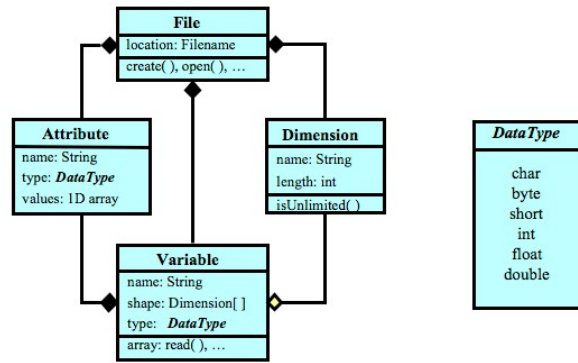 File
location: Filename
create( ), open( ), …
Attribute
name: String
type: DataType
values: 1D array
Dimension
name: String
length: int
isUnlimited( )
Variable
name: String
shape: Dimension[ ]
type: DataType
array: read( ), …
DataType
char
byte
short
int
float
double